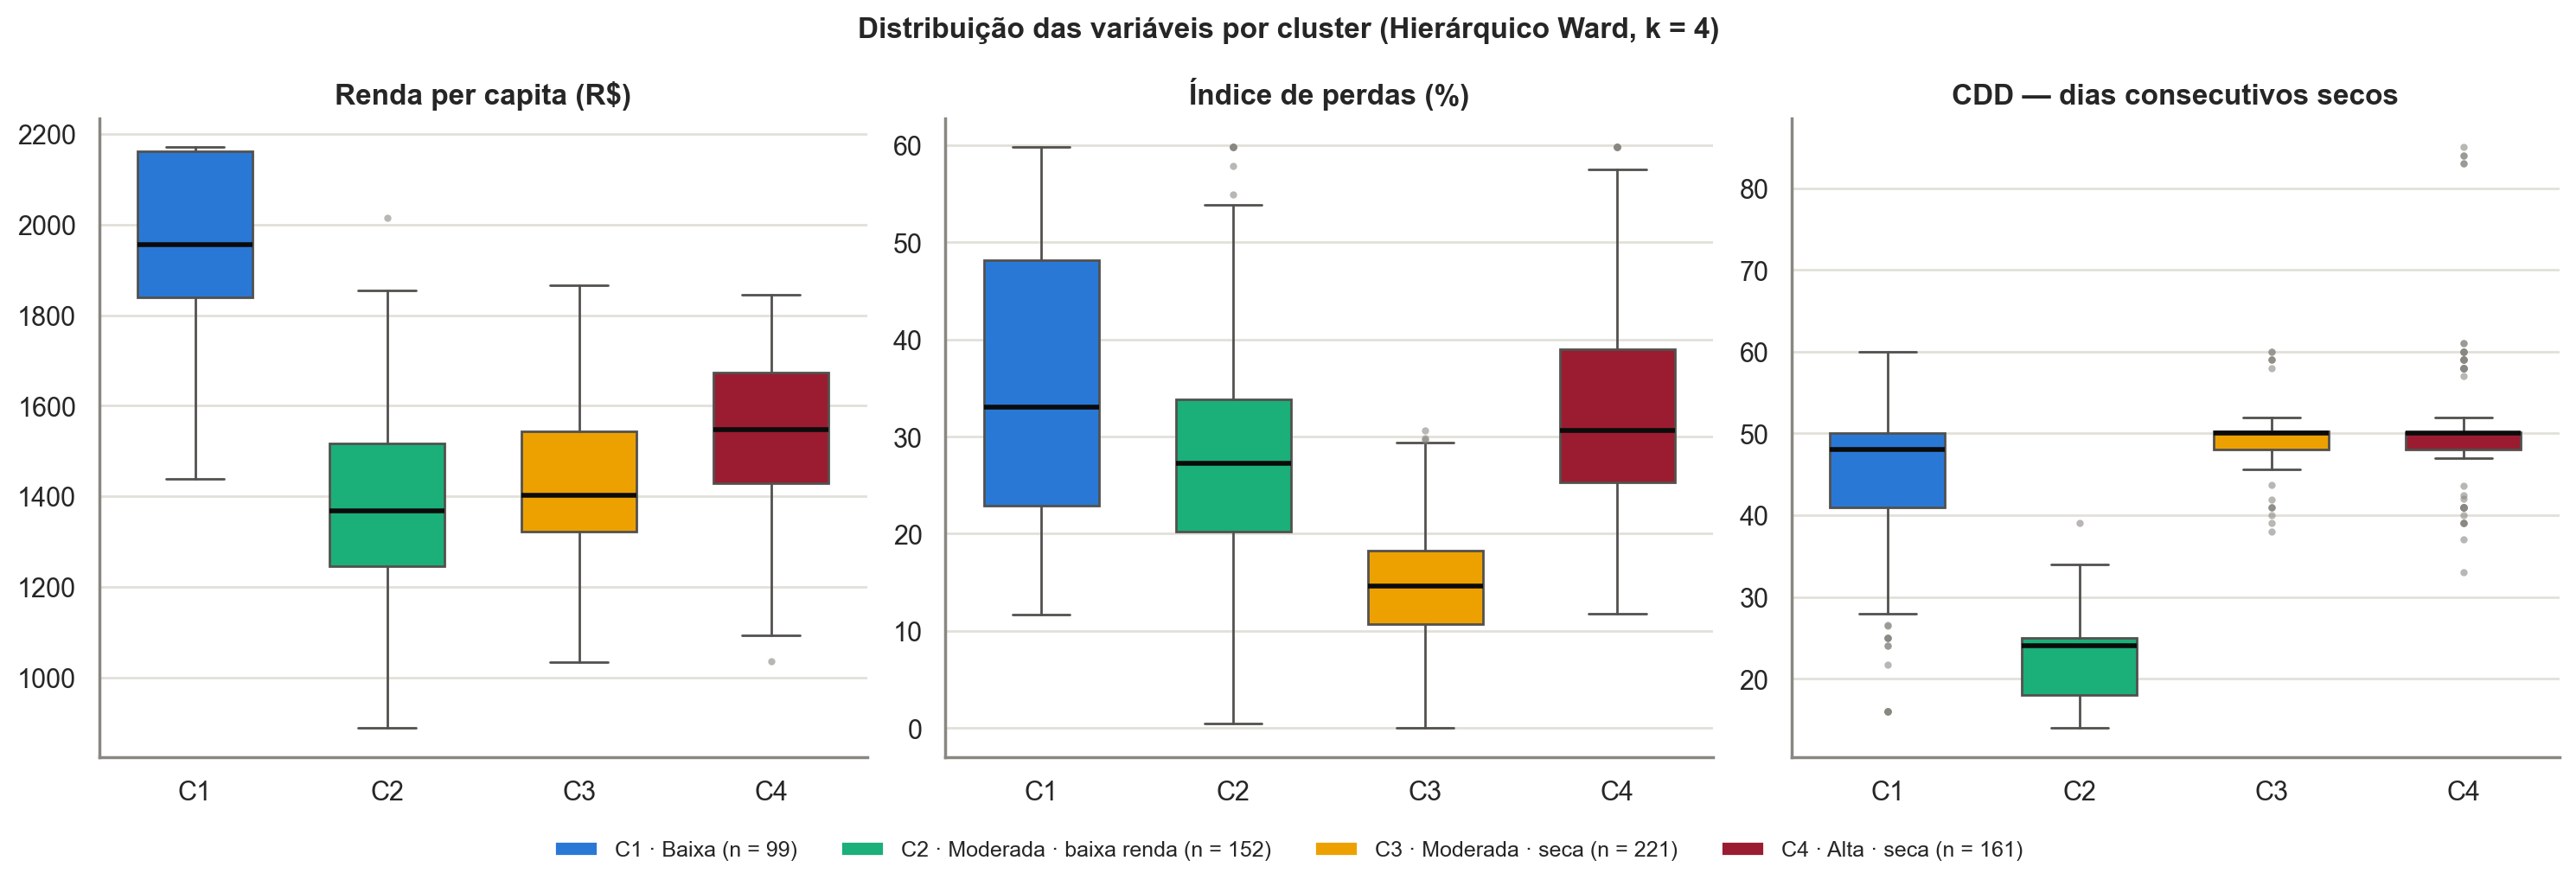 Distribuição das variáveis por cluster (Hierárquico Ward, k = 4)
Renda per capita (R$)
2200
2000
1800
1600
1400
1200
1000
C1 C2 C3 C4
Índice de perdas (%)
60
50
40
30
20
10
0
C1 C2 C3 C4
CDD — dias consecutivos secos
80
70
60
50
40
30
20
C1 C2 C3 C4
C1 · Baixa (n = 99) C2 · Moderada · baixa renda (n = 152) C3 · Moderada · seca (n = 221) C4 · Alta · seca (n = 161)